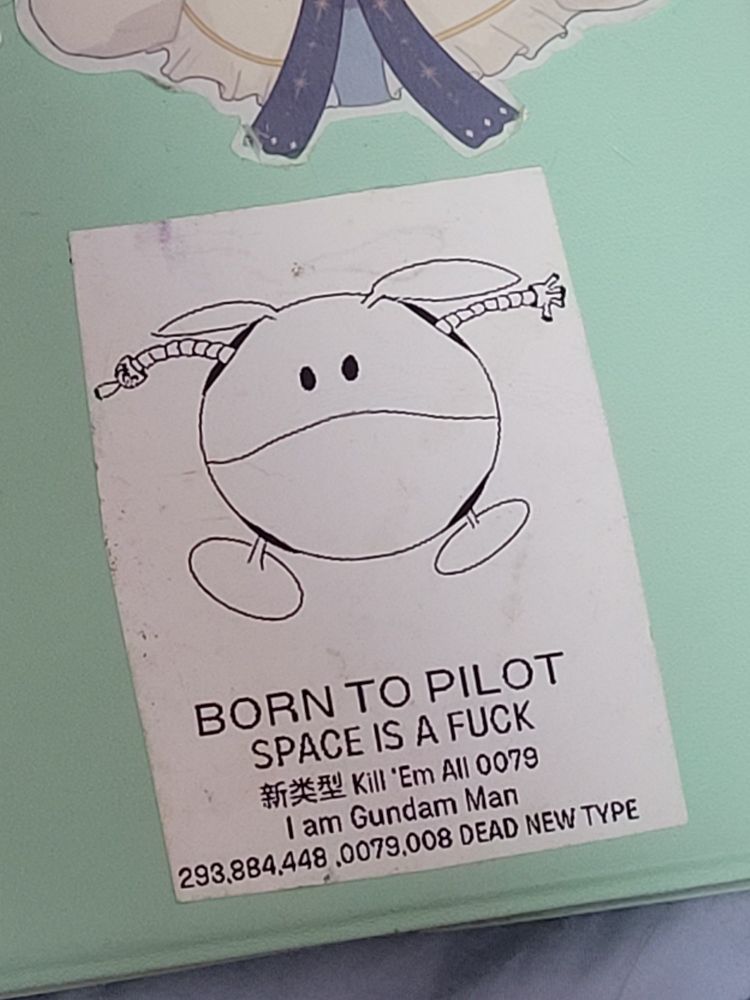 BORN TO PILOT
SPACE IS A FUCK
新类型 Kill 'Em All 0079
I am Gundam Man
293,884,448 .0079,008 DEAD NEW TYPE